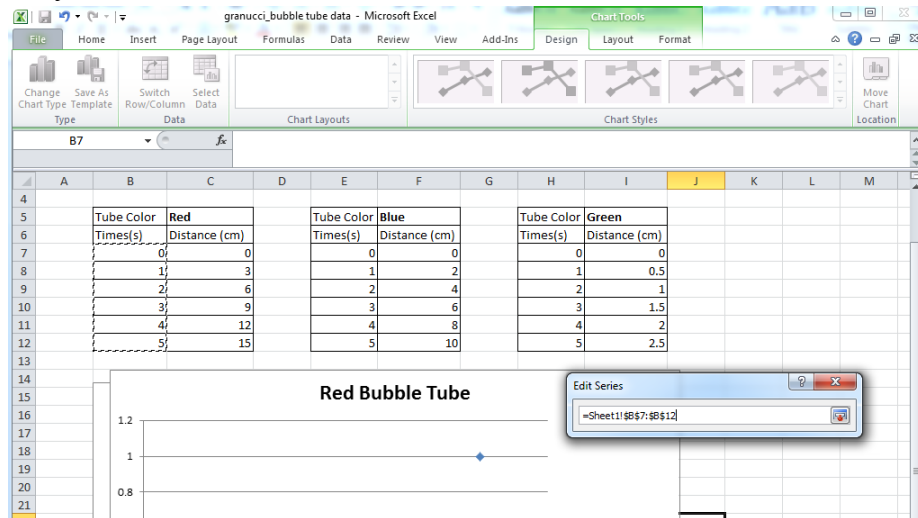 granucci_bubble tube data - Microsoft Excel
Chart Tools
File Home Insert Page Layout Formulas Data Review View Add-Ins Design Layout Format
Change Chart Type
Save As Template
Switch Row/Column
Select Data
Move Chart
Type Data Chart Layouts Chart Styles Location
B7 fx
A B C D E F G H I J K L M
4
5 Tube Color Red Tube Color Blue Tube Color Green
6 Times(s) Distance (cm) Times(s) Distance (cm) Times(s) Distance (cm)
7 0 0 0 0 0 0
8 1 3 1 2 1 0.5
9 2 6 2 4 2 1
10 3 9 3 6 3 1.5
11 4 12 4 8 4 2
12 5 15 5 10 5 2.5
13
14
15
16
17
18
19
20
21
Red Bubble Tube
1.2
1
0.8
Edit Series
=Sheet1!$B$7:$B$12